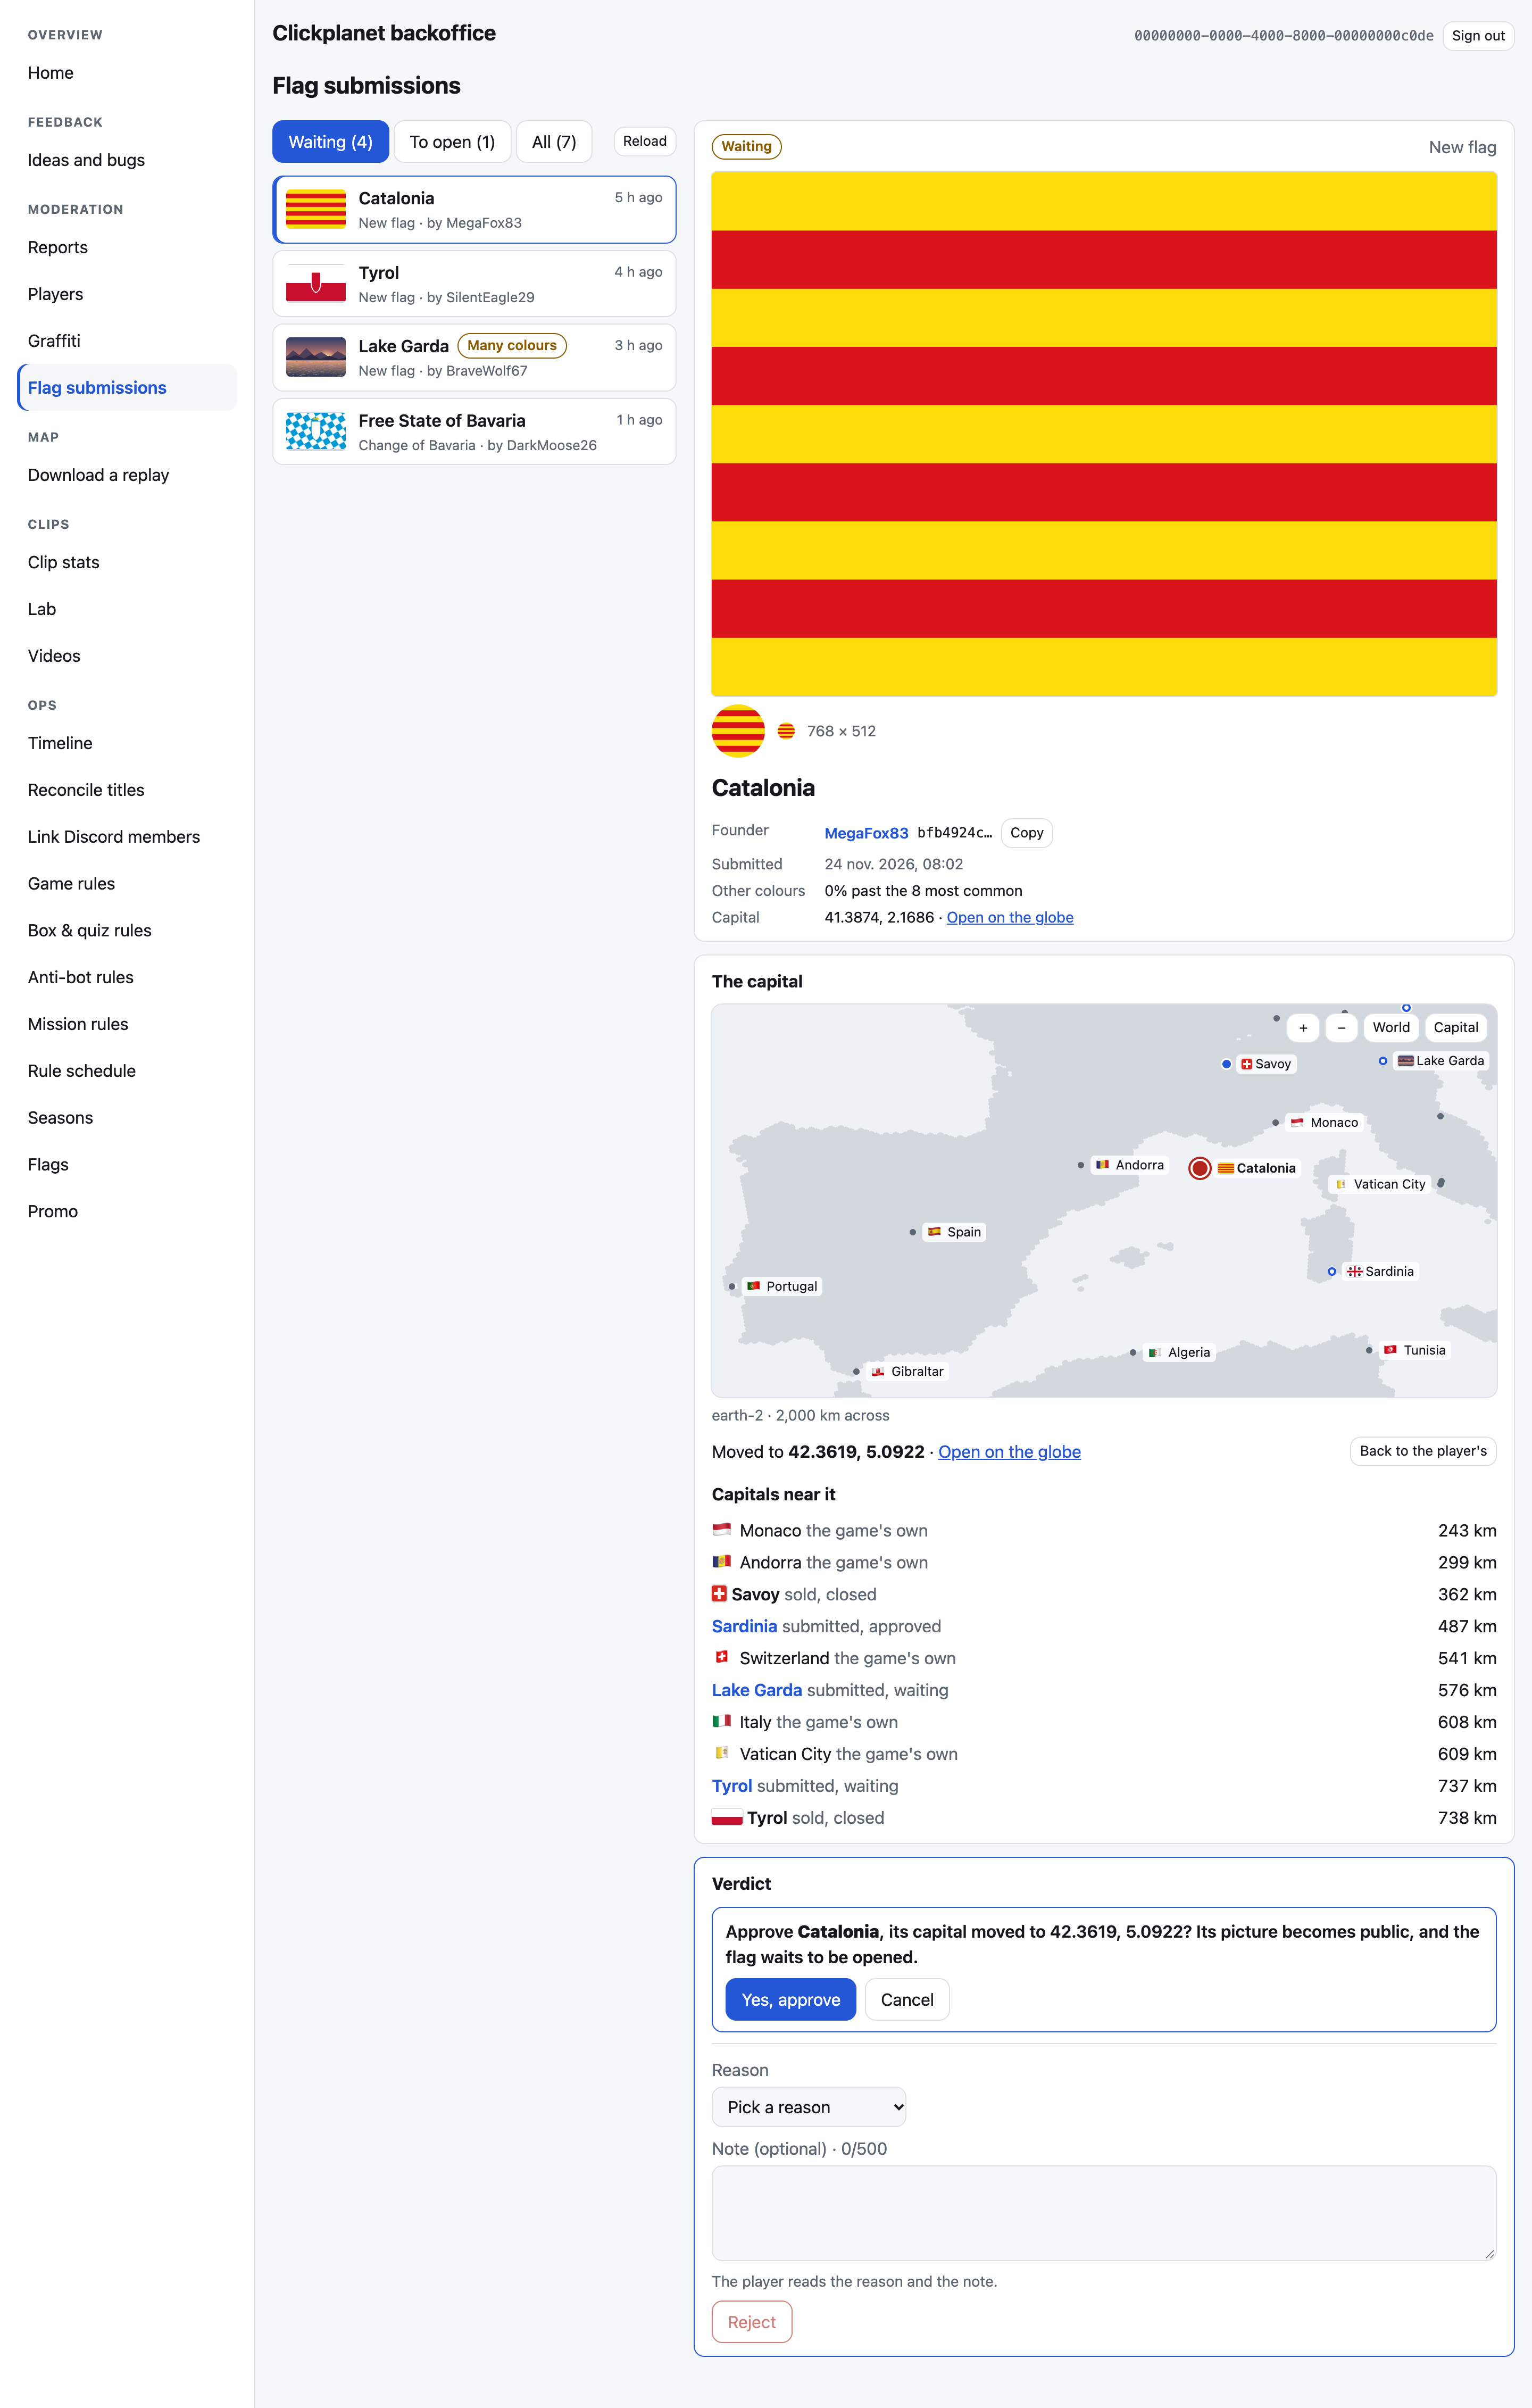 OVERVIEW
Home
FEEDBACK
Ideas and bugs
MODERATION
Reports
Players
Graffiti
Flag submissions
MAP
Download a replay
CLIPS
Clip stats
Lab
Videos
OPS
Timeline
Reconcile titles
Link Discord members
Game rules
Box & quiz rules
Anti-bot rules
Mission rules
Rule schedule
Seasons
Flags
Promo
Clickplanet backoffice
00000000-0000-4000-8000-00000000c0de Sign out
Flag submissions
Waiting (4) To open (1) All (7) Reload
Catalonia 5 h ago
New flag · by MegaFox83
Tyrol 4 h ago
New flag · by SilentEagle29
Lake Garda Many colours 3 h ago
New flag · by BraveWolf67
Free State of Bavaria 1 h ago
Change of Bavaria · by DarkMoose26
Waiting New flag
768 × 512
Catalonia
Founder MegaFox83 bfb4924c… Copy
Submitted 24 nov. 2026, 08:02
Other colours 0% past the 8 most common
Capital 41.3874, 2.1686 · Open on the globe
The capital
+ − World Capital
Savoy Lake Garda
Monaco
Andorra Catalonia
Vatican City
Spain
Sardinia
Portugal
Algeria Tunisia
Gibraltar
earth-2 · 2,000 km across
Moved to 42.3619, 5.0922 · Open on the globe Back to the player's
Capitals near it
Monaco the game's own 243 km
Andorra the game's own 299 km
Savoy sold, closed 362 km
Sardinia submitted, approved 487 km
Switzerland the game's own 541 km
Lake Garda submitted, waiting 576 km
Italy the game's own 608 km
Vatican City the game's own 609 km
Tyrol submitted, waiting 737 km
Tyrol sold, closed 738 km
Verdict
Approve Catalonia, its capital moved to 42.3619, 5.0922? Its picture becomes public, and the
flag waits to be opened.
Yes, approve Cancel
Reason
Pick a reason
Note (optional) · 0/500
The player reads the reason and the note.
Reject